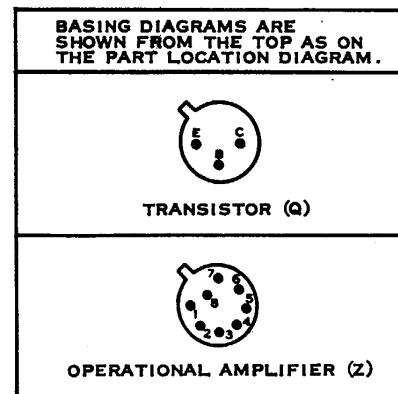 BASING DIAGRAMS ARE
SHOWN FROM THE TOP AS ON
THE PART LOCATION DIAGRAM.
E C
B
TRANSISTOR (Q)
7 6
8 5
1
2 3 4
OPERATIONAL AMPLIFIER (Z)